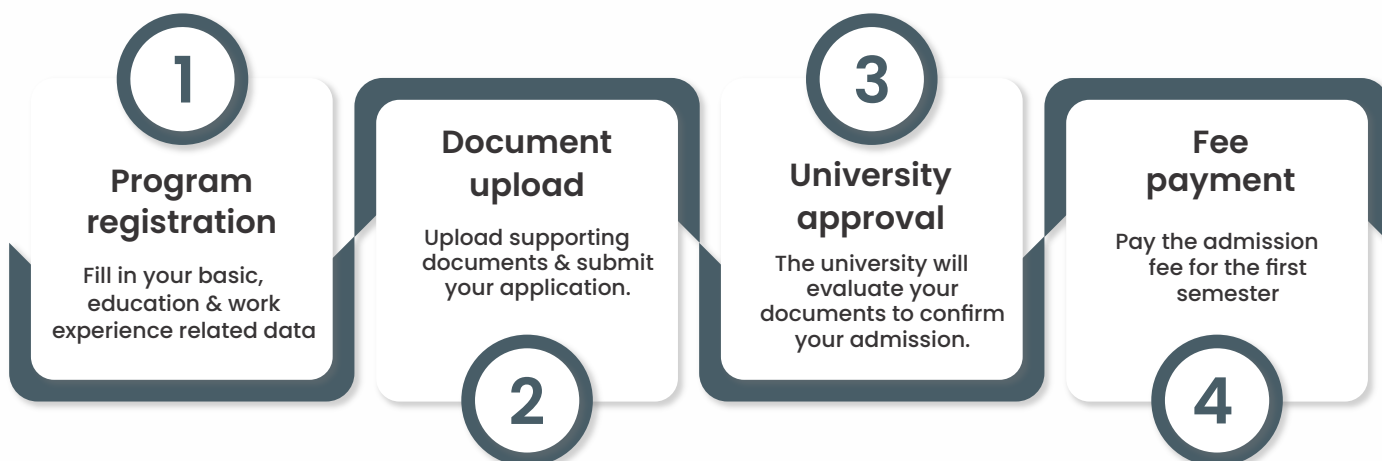 1
Program
registration
Fill in your basic,
education & work
experience related data
Document
upload
Upload supporting
documents & submit
your application.
2
3
University
approval
The university will
evaluate your
documents to confirm
your admission.
Fee
payment
Pay the admission
fee for the first
semester
4